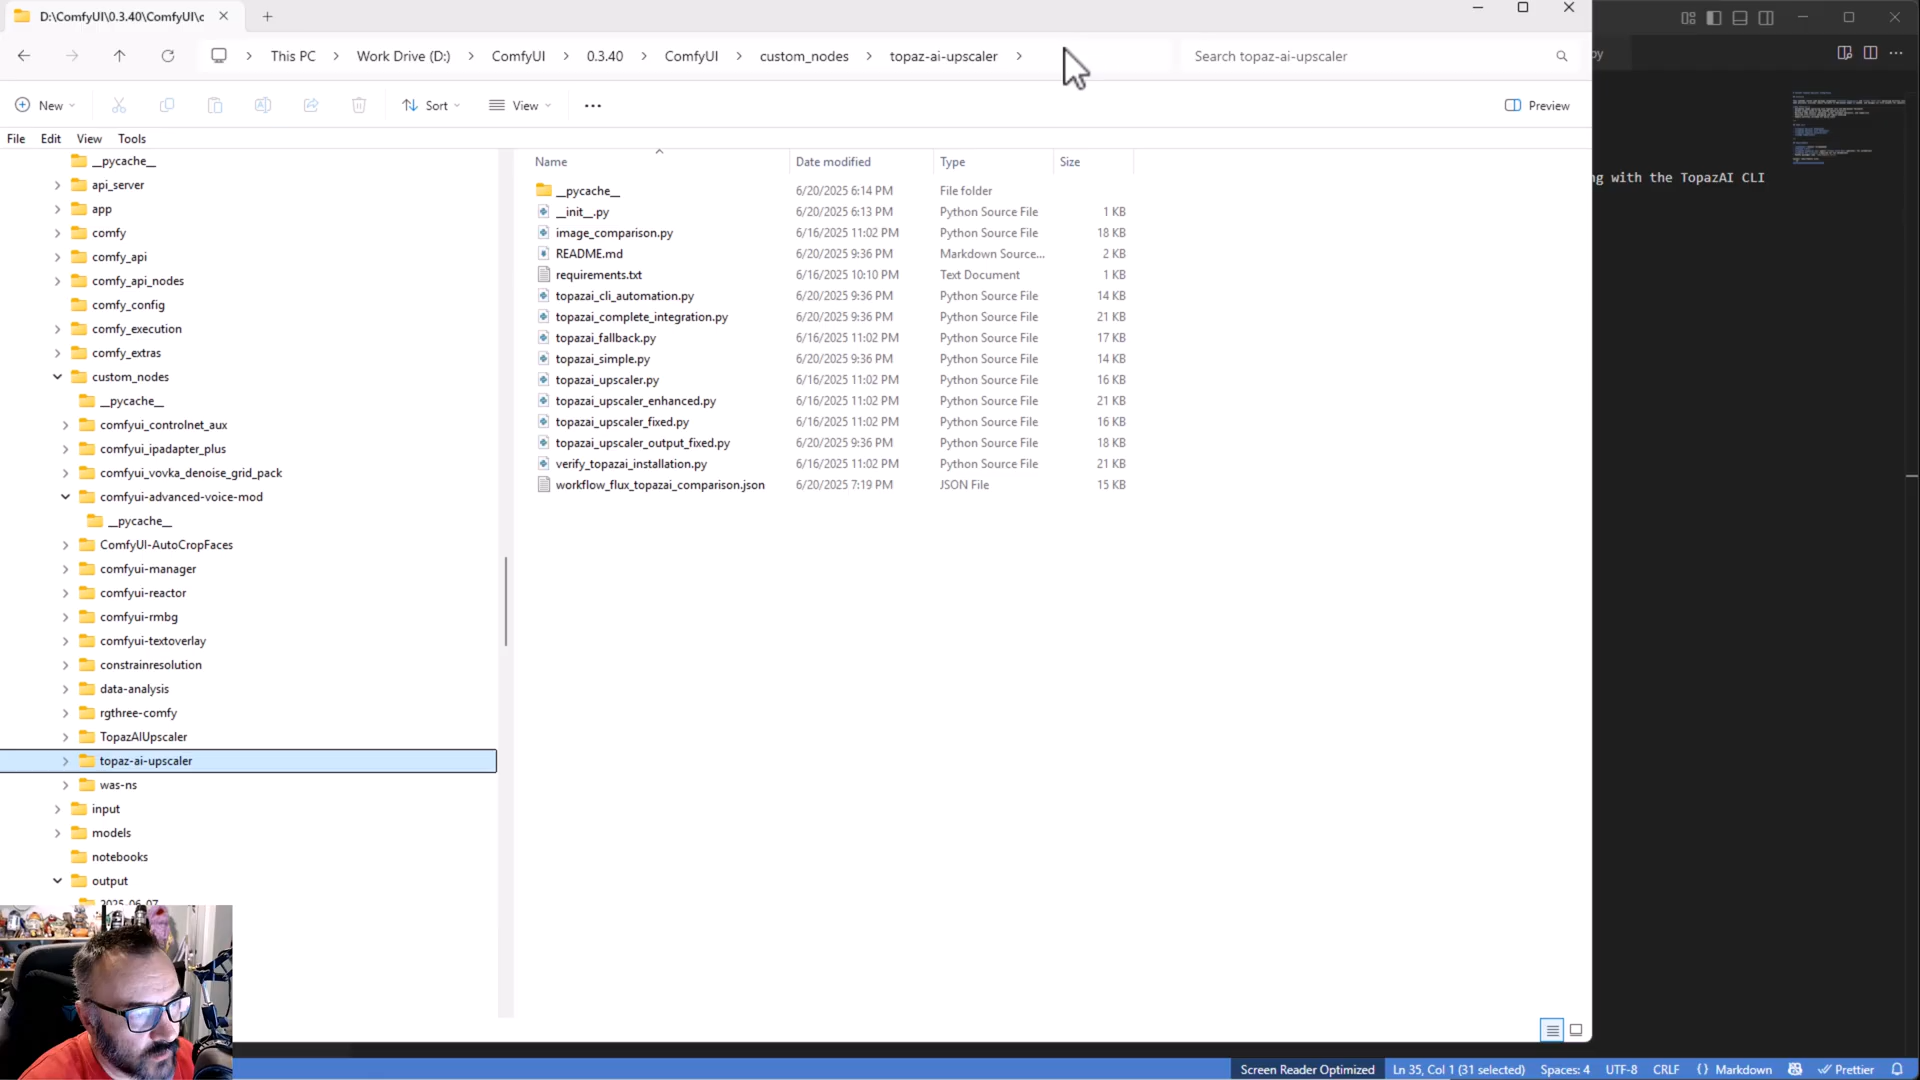 D:\ComfyUI\0.3.40\ComfyUI\c
This PC
Work Drive (D:)
ComfyUI
0.3.40
ComfyUI
custom_nodes
topaz-ai-upscaler
Search topaz-ai-upscaler
py
New
Sort
View
Preview
File Edit View Tools
__pycache__
api_server
app
comfy
comfy_api
comfy_api_nodes
comfy_config
comfy_execution
comfy_extras
custom_nodes
__pycache__
comfyui_controlnet_aux
comfyui_ipadapter_plus
comfyui_vovka_denoise_grid_pack
comfyui-advanced-voice-mod
__pycache__
ComfyUI-AutoCropFaces
comfyui-manager
comfyui-reactor
comfyui-rmbg
comfyui-textoverlay
constrainresolution
data-analysis
rgthree-comfy
TopazAIUpscaler
topaz-ai-upscaler
was-ns
input
models
notebooks
output
2025-06-07
Name Date modified Type Size
__pycache__ 6/20/2025 6:14 PM File folder
__init__.py 6/20/2025 6:13 PM Python Source File 1 KB
image_comparison.py 6/16/2025 11:02 PM Python Source File 18 KB
README.md 6/20/2025 9:36 PM Markdown Source... 2 KB
requirements.txt 6/16/2025 10:10 PM Text Document 1 KB
topazai_cli_automation.py 6/20/2025 9:36 PM Python Source File 14 KB
topazai_complete_integration.py 6/20/2025 9:36 PM Python Source File 21 KB
topazai_fallback.py 6/16/2025 11:02 PM Python Source File 17 KB
topazai_simple.py 6/20/2025 9:36 PM Python Source File 14 KB
topazai_upscaler.py 6/16/2025 11:02 PM Python Source File 16 KB
topazai_upscaler_enhanced.py 6/16/2025 11:02 PM Python Source File 21 KB
topazai_upscaler_fixed.py 6/16/2025 11:02 PM Python Source File 16 KB
topazai_upscaler_output_fixed.py 6/20/2025 9:36 PM Python Source File 18 KB
verify_topazai_installation.py 6/16/2025 11:02 PM Python Source File 21 KB
workflow_flux_topazai_comparison.json 6/20/2025 7:19 PM JSON File 15 KB
ng with the TopazAI CLI
Screen Reader Optimized Ln 35, Col 1 (31 selected) Spaces: 4 UTF-8 CRLF {} Markdown Prettier